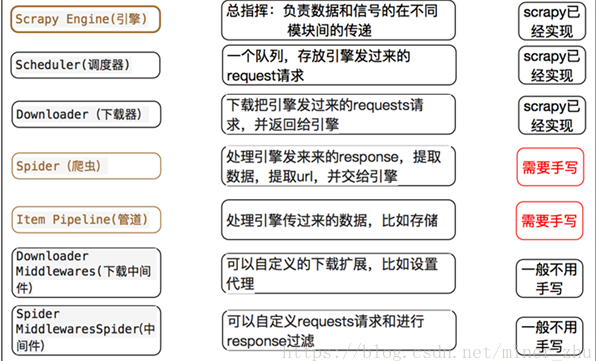 Scrapy Engine(引擎)
总指挥：负责数据和信号的在不同
模块间的传递
scrapy已
经实现
Scheduler(调度器)
一个队列，存放引擎发过来的
request请求
scrapy已
经实现
Downloader (下载器)
下载把引擎发过来的requests请
求，并返回给引擎
scrapy已
经实现
Spider (爬虫)
处理引擎发来来的response，提取
数据，提取url，并交给引擎
需要手写
Item Pipeline(管道)
处理引擎传过来的数据，比如存储
需要手写
Downloader
Middlewares(下载中间
件)
可以自定义的下载扩展，比如设置
代理
一般不用
手写
Spider
MiddlewaresSpider(中
间件)
可以自定义requests请求和进行
response过滤
一般不用
手写
https://blog.csdn.net/miner_zhu